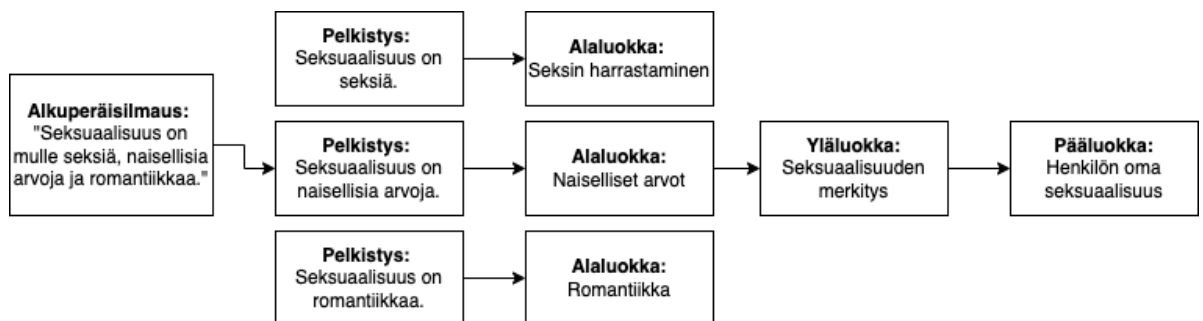 Alkuperäisilmaus:
"Seksuaalisuus on
mulle seksiä, naisellisia
arvoja ja romantiikkaa."
Pelkistys:
Seksuaalisuus on
seksiä.
Alaluokka:
Seksin harrastaminen
Pelkistys:
Seksuaalisuus on
naisellisia arvoja.
Alaluokka:
Naiselliset arvot
Yläluokka:
Seksuaalisuuden
merkitys
Pääluokka:
Henkilön oma
seksuaalisuus
Pelkistys:
Seksuaalisuus on
romantiikkaa.
Alaluokka:
Romantiikka